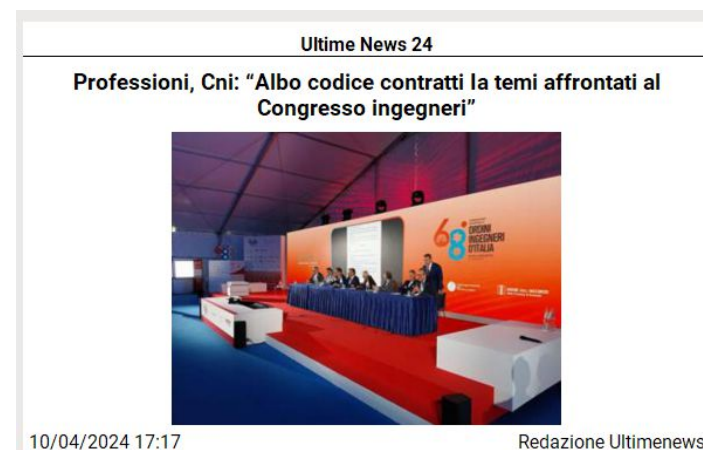 Ultime News 24
Professioni, Cni: “Albo codice contratti Ia temi affrontati al
Congresso ingegneri”
68°
ORDINI
INGEGNERI
D'ITALIA
10/04/2024 17:17
Redazione Ultimenews